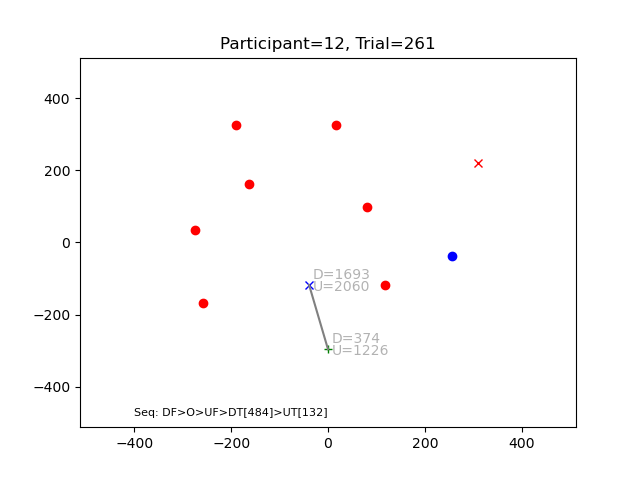 Participant=12, Trial=261
400
200
0
−200
−400
D=1693
U=2060
D=374
U=1226
Seq: DF>O>UF>DT[484]>UT[132]
−400
−200
0
200
400